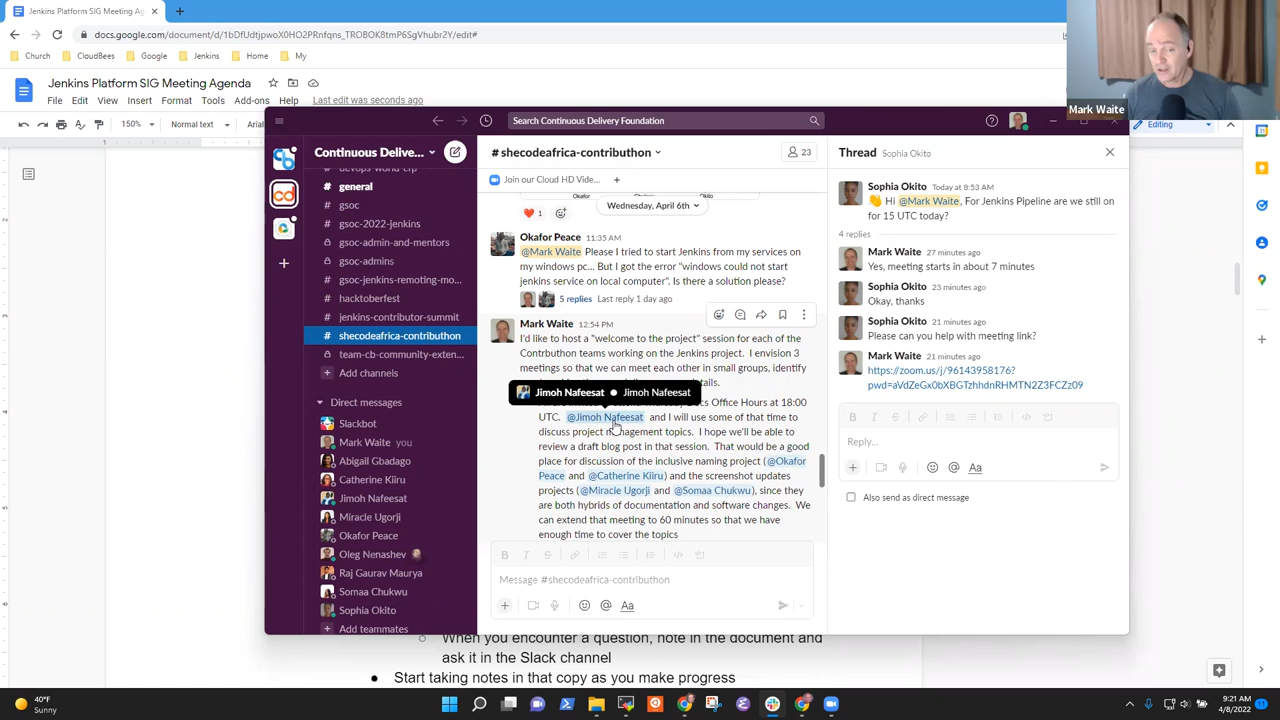 Jenkins Platform SIG Meeting Ag
docs.google.com/document/d/1bDfUdtjpwoX0HO2PRnfqns_TROBOK8tmP6SgVhubr2Y/edit#
Church CloudBees Google Jenkins Home My
Jenkins Platform SIG Meeting Agenda
File Edit View Insert Format Tools Add-ons Help Last edit was seconds ago
150% Normal text Arial
Editing
Mark Waite
Search Continuous Delivery Foundation
Continuous Delive...
general
gsoc
gsoc-2022-jenkins
gsoc-admin-and-mentors
gsoc-admins
gsoc-jenkins-remoting-mo...
hacktoberfest
jenkins-contributor-summit
shecodeafrica-contributhon
team-cb-community-exten...
Add channels
Direct messages
Slackbot
Mark Waite you
Abigail Gbadago
Catherine Kiiru
Jimoh Nafeesat
Miracle Ugorji
Okafor Peace
Oleg Nenashev
Raj Gaurav Maurya
Somaa Chukwu
Sophia Okito
Add teammates
# shecodeafrica-contributhon
23
Join our Cloud HD Vide...
Okafor Okito
Wednesday, April 6th
1
Okafor Peace 11:35 AM
@Mark Waite Please I tried to start Jenkins from my services on
my windows pc... But I got the error "windows could not start
jenkins service on local computer". Is there a solution please?
5 replies Last reply 1 day ago
Mark Waite 12:54 PM
I'd like to host a "welcome to the project" session for each of the
Contributhon teams working on the Jenkins project. I envision 3
meetings so that we can meet each other in small groups, identify
Jimoh Nafeesat Jimoh Nafeesat
Office Hours at 18:00
UTC. @Jimoh Nafeesat and I will use some of that time to
discuss project management topics. I hope we'll be able to
review a draft blog post in that session. That would be a good
place for discussion of the inclusive naming project (@Okafor
Peace and @Catherine Kiiru) and the screenshot updates
projects (@Miracle Ugorji and @Somaa Chukwu), since they
are both hybrids of documentation and software changes. We
can extend that meeting to 60 minutes so that we have
enough time to cover the topics
Message #shecodeafrica-contributhon
Thread Sophia Okito
Sophia Okito Today at 8:53 AM
Hi @Mark Waite, For Jenkins Pipeline are we still on
for 15 UTC today?
4 replies
Mark Waite 27 minutes ago
Yes, meeting starts in about 7 minutes
Sophia Okito 23 minutes ago
Okay, thanks
Sophia Okito 21 minutes ago
Please can you help with meeting link?
Mark Waite 21 minutes ago
https://zoom.us/j/96143958176?
pwd=aVdZeGx0bXBGTzhhdnRHMTN2Z3FCZz09
Reply...
Also send as direct message
When you encounter a question, note in the document and
ask it in the Slack channel
Start taking notes in that copy as you make progress
40°F
Sunny
9:21 AM
4/8/2022